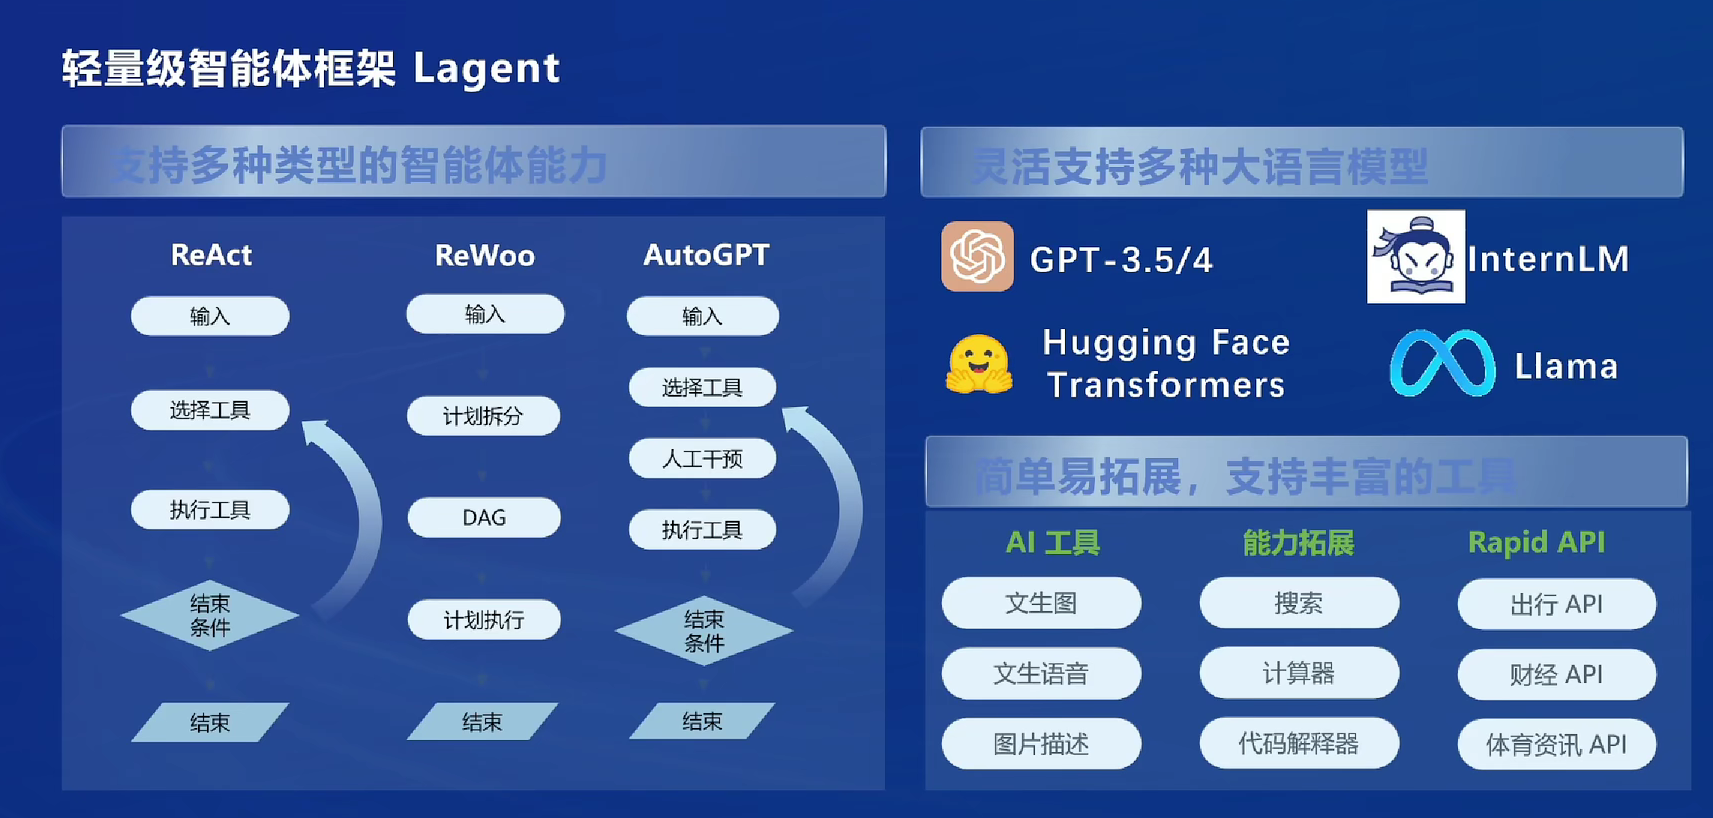 轻量级智能体框架 Lagent
支持多种类型的智能体能力
ReAct
输入
选择工具
执行工具
结束
条件
结束
ReWoo
输入
计划拆分
DAG
计划执行
结束
AutoGPT
输入
选择工具
人工干预
执行工具
结束
条件
结束
灵活支持多种大语言模型
GPT-3.5/4
InternLM
Hugging Face
Transformers
Llama
简单易拓展，支持丰富的工具
AI 工具
文生图
文生语音
图片描述
能力拓展
搜索
计算器
代码解释器
Rapid API
出行 API
财经 API
体育资讯 API